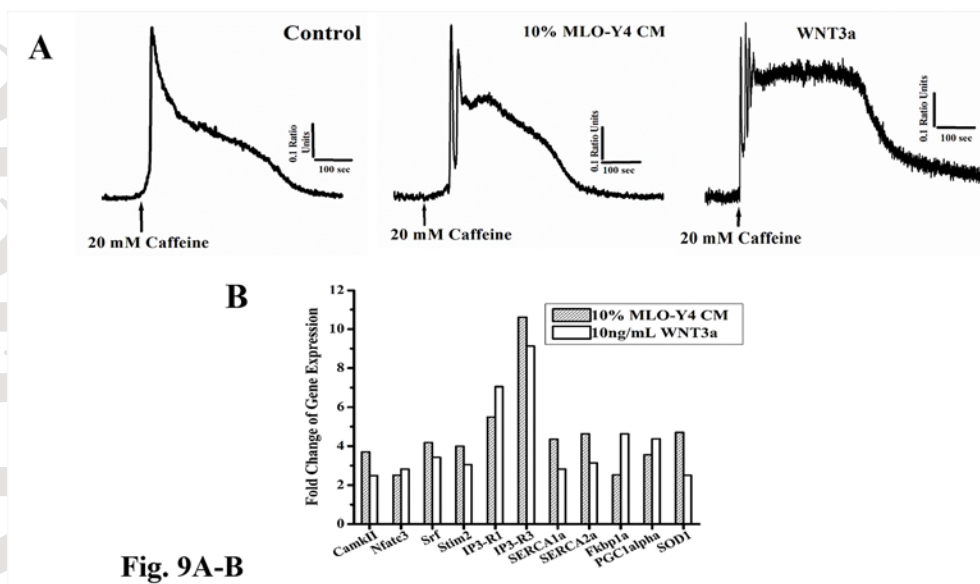 A
Control
10% MLO-Y4 CM
WNT3a
0.1 Ratio
Units
100 sec
0.1 Ratio Units
100 sec
0.1 Ratio Units
100 sec
20 mM Caffeine
20 mM Caffeine
20 mM Caffeine
B
Fold Change of Gene Expression
12
10
8
6
4
2
0
10% MLO-Y4 CM
10ng/mL WNT3a
CamkII
Nfatc3
Srf
Stim2
IP3-R1
IP3-R3
SERCA1a
SERCA2a
Fkbp1a
PGC1alpha
SOD1
Fig. 9A-B